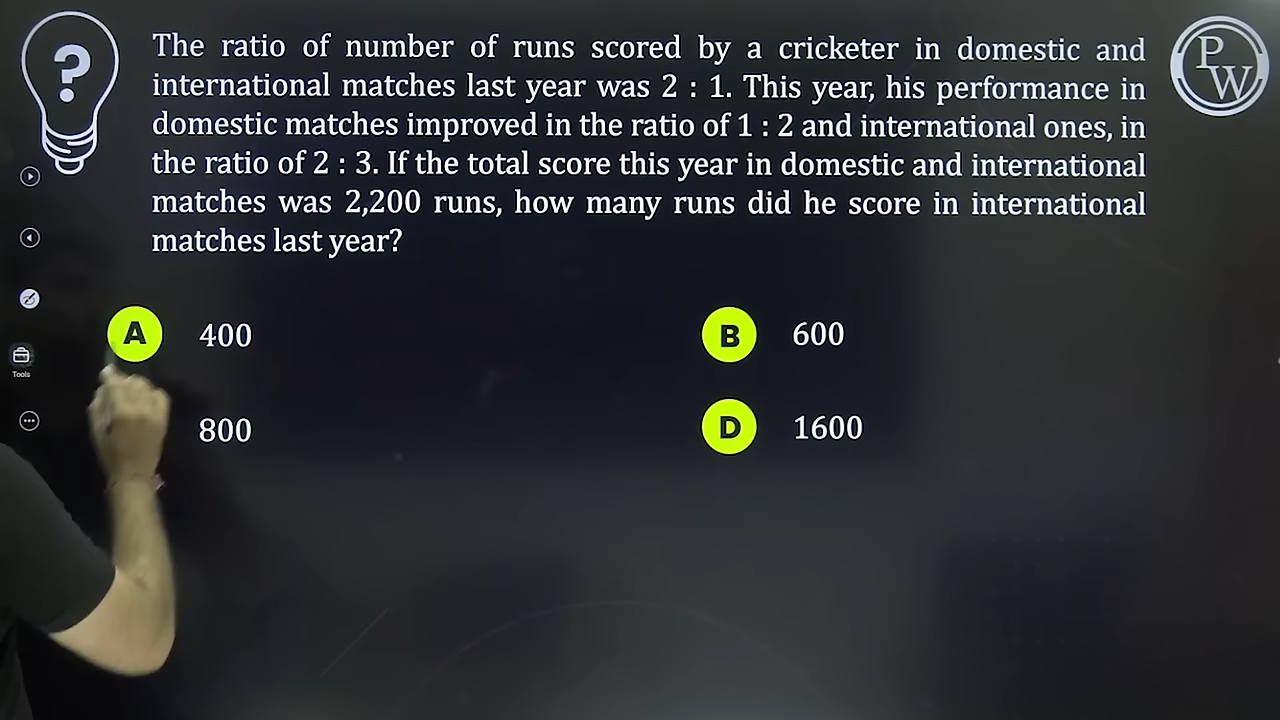 The ratio of number of runs scored by a cricketer in domestic and
international matches last year was 2 : 1. This year, his performance in
domestic matches improved in the ratio of 1 : 2 and international ones, in
the ratio of 2 : 3. If the total score this year in domestic and international
matches was 2,200 runs, how many runs did he score in international
matches last year?
?
P
W
A 400
B 600
800
D 1600
Tools